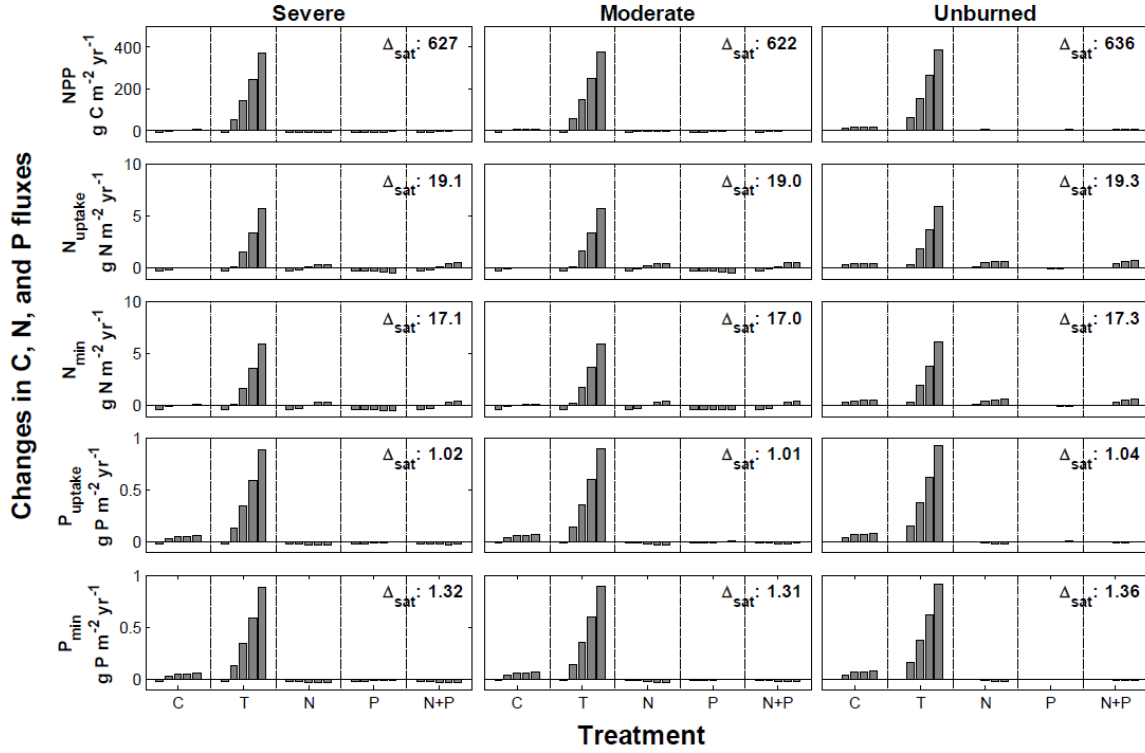 Severe Moderate Unburned
Changes in C, N, and P fluxes
NPP
g C m⁻² yr⁻¹
400
200
0
Δsat: 627
Δsat: 622
Δsat: 636
Nuptake
g N m⁻² yr⁻¹
10
5
0
Δsat: 19.1
Δsat: 19.0
Δsat: 19.3
Nmin
g N m⁻² yr⁻¹
10
5
0
Δsat: 17.1
Δsat: 17.0
Δsat: 17.3
Puptake
g P m⁻² yr⁻¹
1
0.5
0
Δsat: 1.02
Δsat: 1.01
Δsat: 1.04
Pmin
g P m⁻² yr⁻¹
1
0.5
0
Δsat: 1.32
Δsat: 1.31
Δsat: 1.36
C T N P N+P C T N P N+P C T N P N+P
Treatment